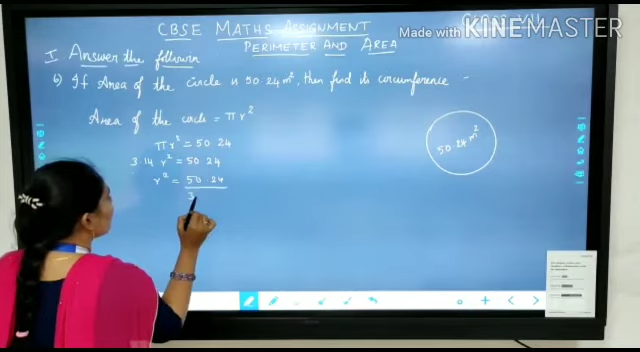 Made with KINEMASTER
CBSE MATHS ASSIGNMENT
PERIMETER AND AREA
I Answer the followin
6) If Area of the Circle is 50.24 m², then find its circumference
Area of the circle = πr²
πr² = 50.24
3.14 r² = 50.24
r² = 50.24
3
50.24 m²